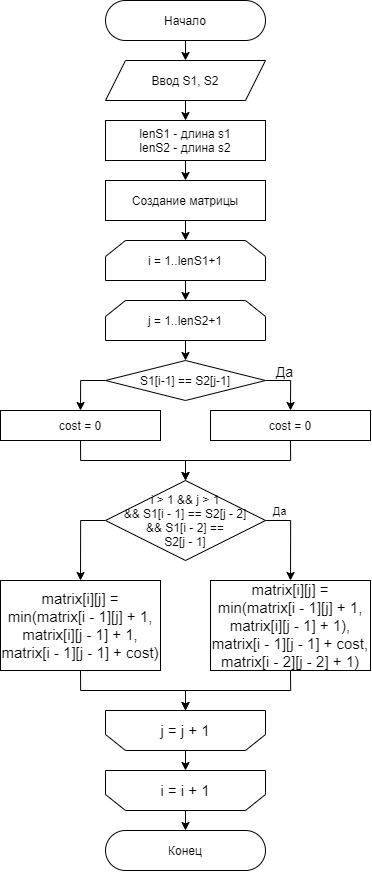 Начало
Ввод S1, S2
lenS1 - длина s1
lenS2 - длина s2
Создание матрицы
i = 1..lenS1+1
j = 1..lenS2+1
S1[i-1] == S2[j-1]
Да
cost = 0
cost = 0
i > 1 && j > 1
&& S1[i - 1] == S2[j - 2]
&& S1[i - 2] ==
S2[j - 1]
Да
matrix[i][j] =
min(matrix[i - 1][j] + 1,
matrix[i][j - 1] + 1,
matrix[i - 1][j - 1] + cost)
matrix[i][j] =
min(matrix[i - 1][j] + 1,
matrix[i][j - 1] + 1),
matrix[i - 1][j - 1] + cost,
matrix[i - 2][j - 2] + 1)
j = j + 1
i = i + 1
Конец